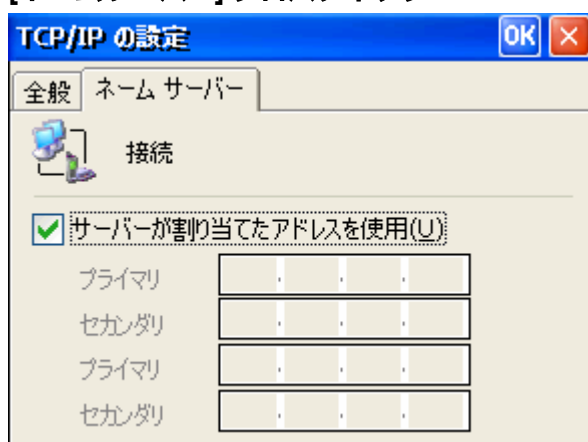 TCP/IP の設定 OK
全般 ネーム サーバー
接続
サーバーが割り当てたアドレスを使用(U)
プライマリ
セカンダリ
プライマリ
セカンダリ